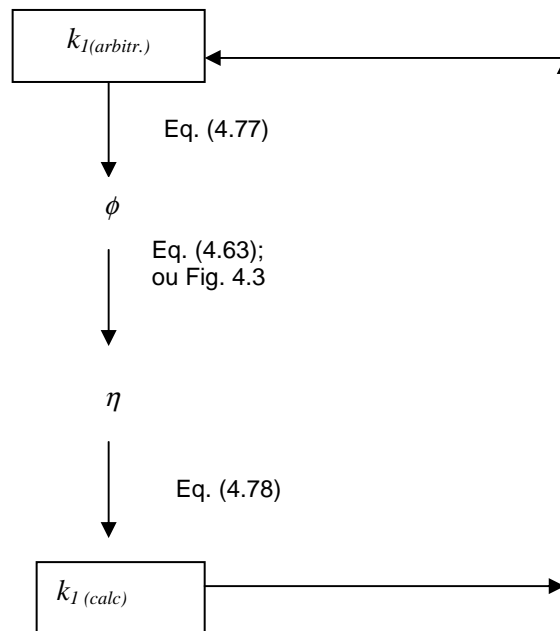 k1(arbitr.)
Eq. (4.77)
ϕ
Eq. (4.63);
ou Fig. 4.3
η
Eq. (4.78)
k1 (calc)